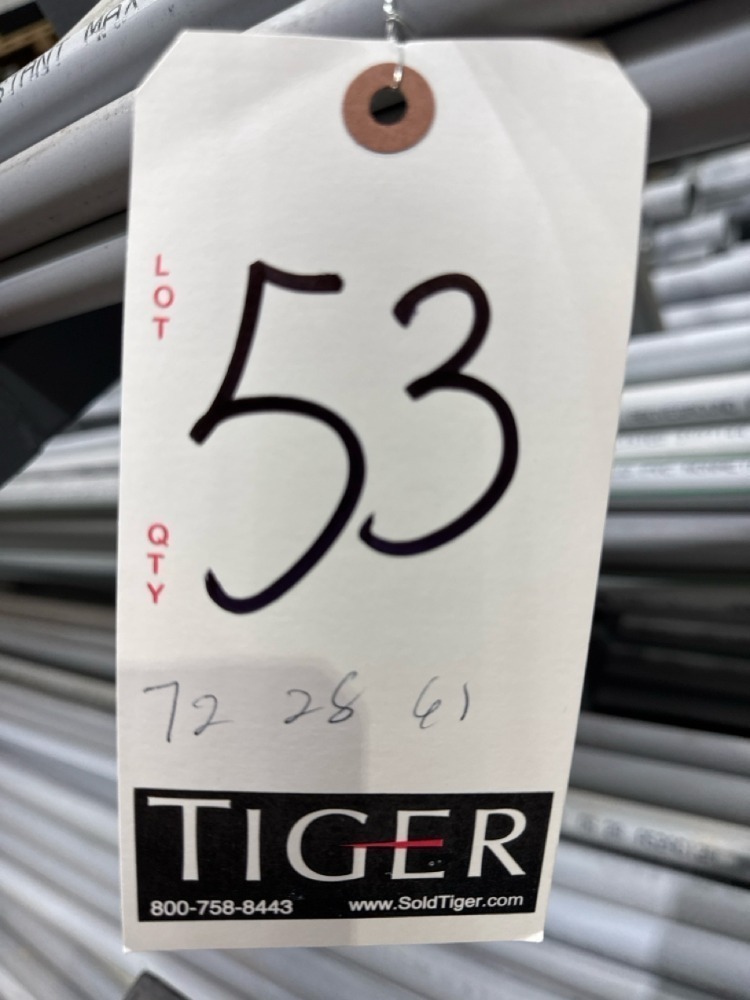 LOT
53
QTY
72 28 61
TIGER
800-758-8443 www.SoldTiger.com